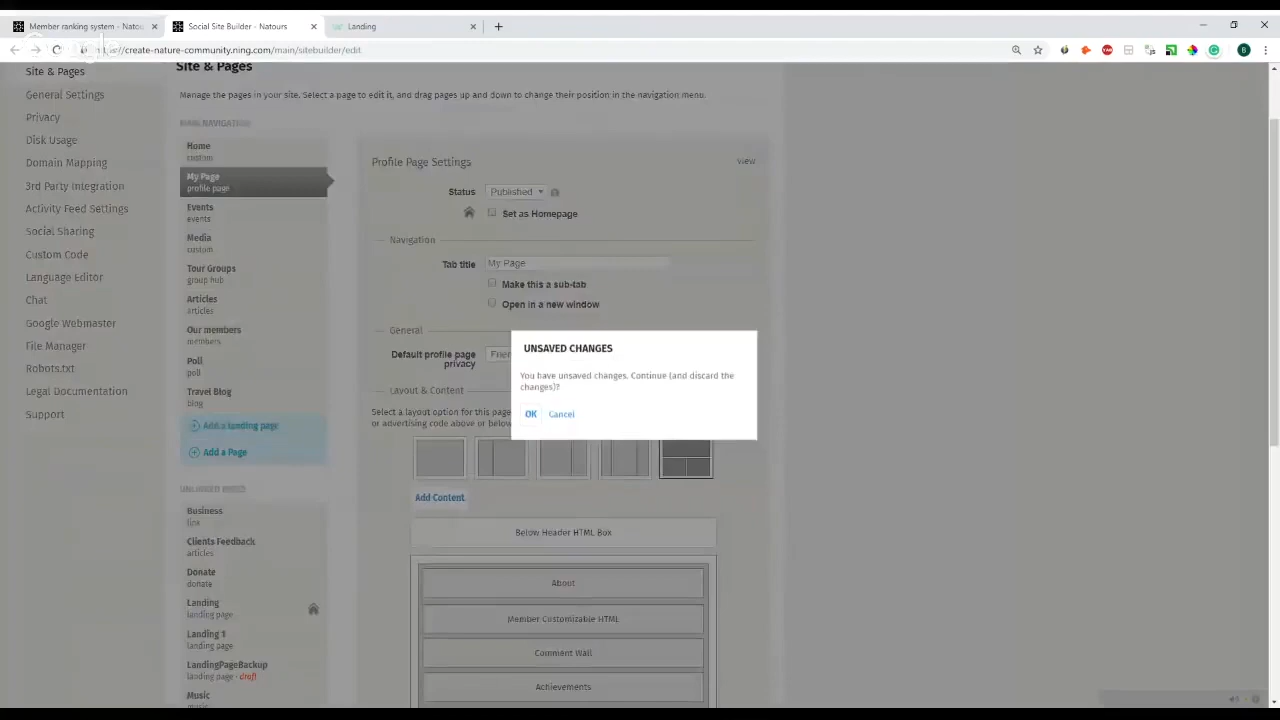 Member ranking system - Natou
Social Site Builder - Natours
Landing
create-nature-community.ning.com/main/sitebuilder/edit
B
Site & Pages
General Settings
Privacy
Disk Usage
Domain Mapping
3rd Party Integration
Activity Feed Settings
Social Sharing
Custom Code
Language Editor
Chat
Google Webmaster
File Manager
Robots.txt
Legal Documentation
Support
Site & Pages
Manage the pages in your site. Select a page to edit it, and drag pages up and down to change their position in the navigation menu.
MAIN NAVIGATION
Home
custom
My Page
profile page
Events
events
Media
custom
Tour Groups
group hub
Articles
articles
Our members
members
Poll
poll
Travel Blog
blog
Add a landing page
Add a Page
UNLINKED PAGES
Business
link
Clients Feedback
articles
Donate
donate
Landing
landing page
Landing 1
landing page
LandingPageBackup
landing page - draft
Music
music
Profile Page Settings
View
Status
Published
Set as Homepage
Navigation
Tab title
My Page
Make this a sub-tab
Open in a new window
General
Default profile page
privacy
Layout & Content
Select a layout option for this page
or advertising code above or below
UNSAVED CHANGES
You have unsaved changes. Continue (and discard the
changes)?
OK
Cancel
Add Content
Below Header HTML Box
About
Member Customizable HTML
Comment Wall
Achievements